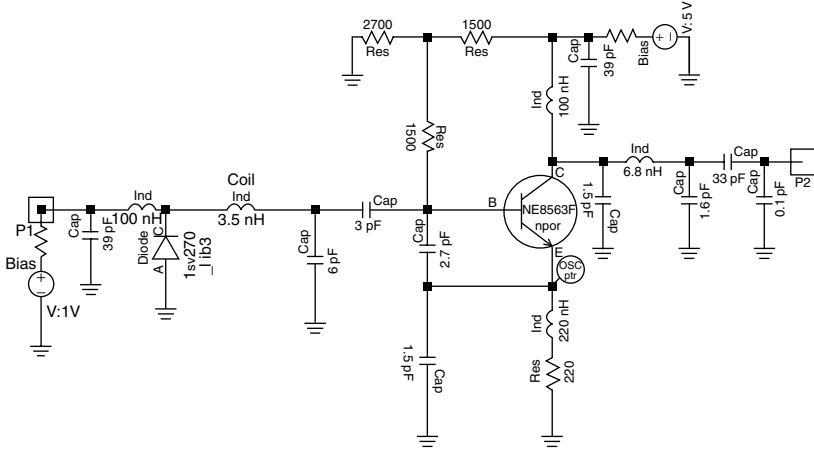 2700
Res
1500
Res
Cap
39 pF
Bias
V: 5 V
Ind
100 nH
Res
1500
C
Ind
6.8 nH
Cap
33 pF
P2
Cap
1.5 pF
Cap
1.6 pF
Cap
0.1 pF
P1
Bias
V:1V
Cap
39 pF
Ind
100 nH
Diode
C
A
1sv270
_lib3
Coil
Ind
3.5 nH
Cap
6 pF
Cap
3 pF
B
NE8563F
npor
E
OSC
ptr
Cap
2.7 pF
1.5 pF
Cap
Ind
220 nH
Res
220